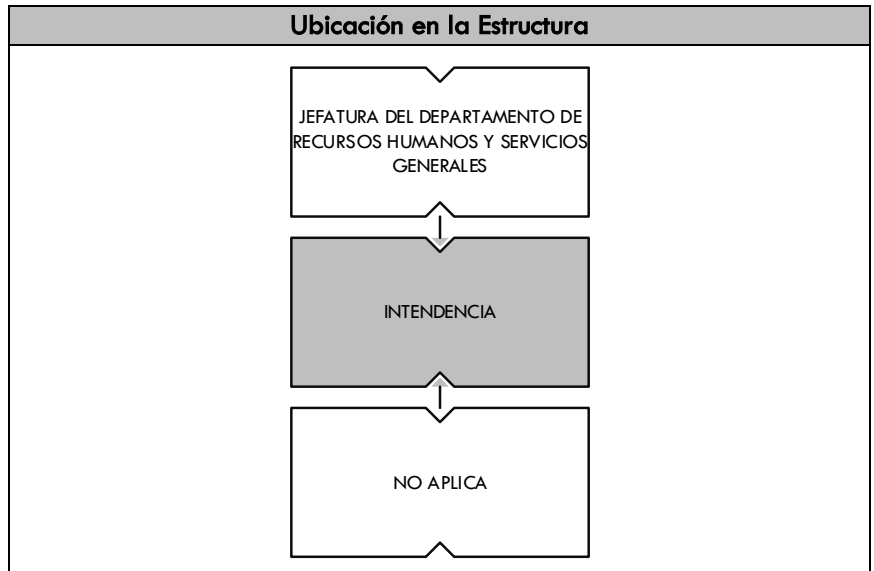 Ubicación en la Estructura
JEFATURA DEL DEPARTAMENTO DE
RECURSOS HUMANOS Y SERVICIOS
GENERALES
INTENDENCIA
NO APLICA